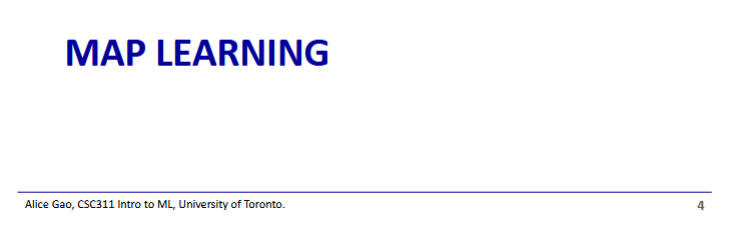 MAP LEARNING
Alice Gao, CSC311 Intro to ML, University of Toronto.
4